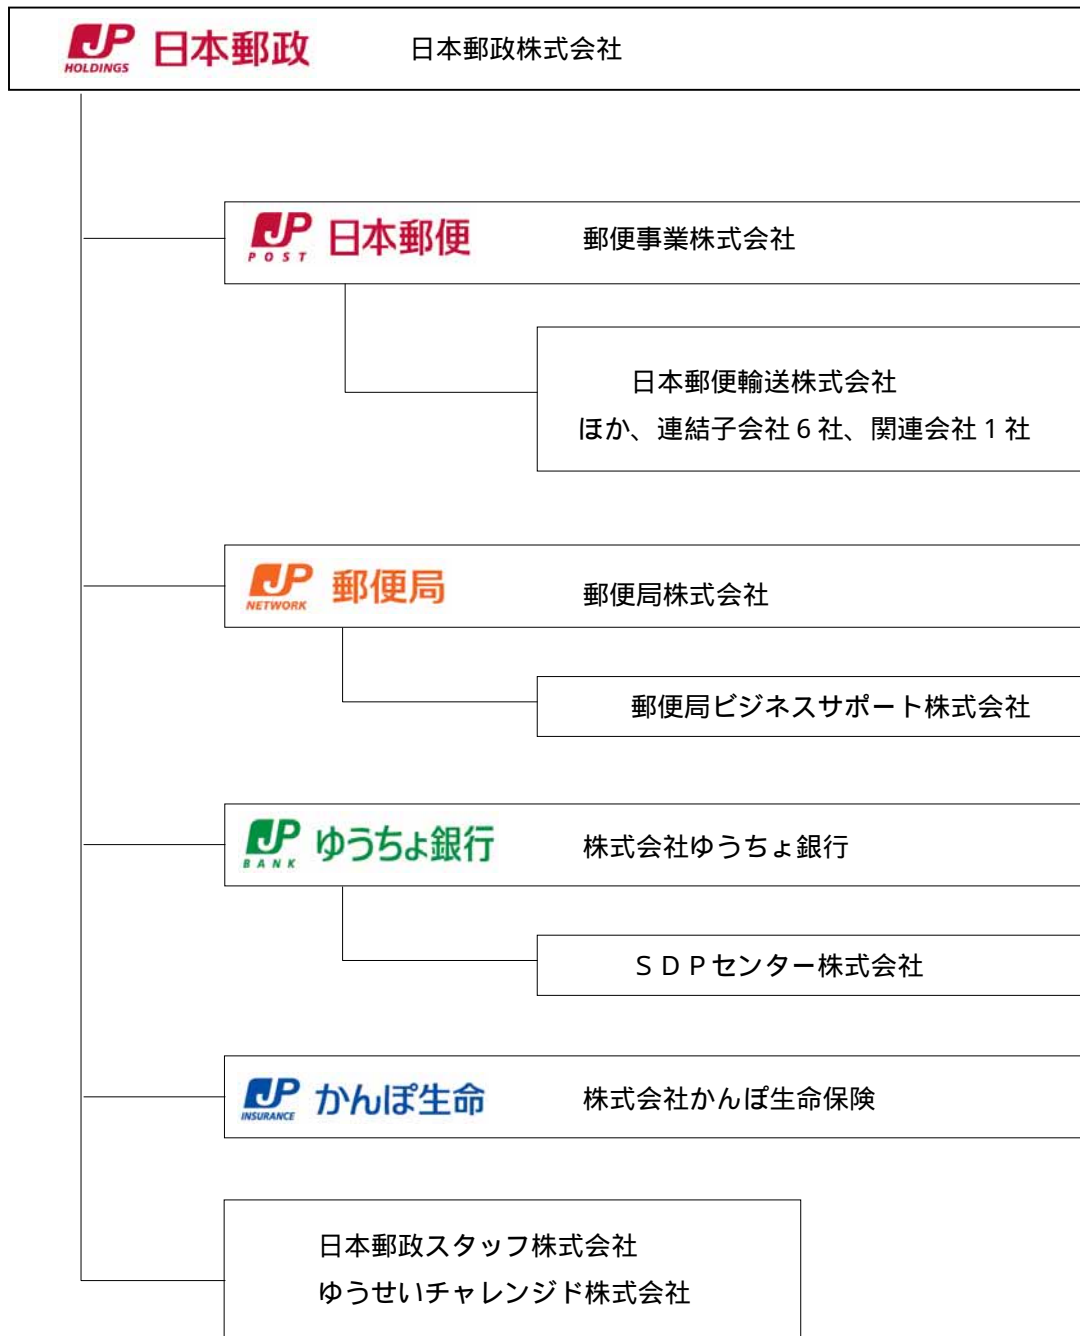 JP 日本郵政 日本郵政株式会社
HOLDINGS
JP 日本郵便 郵便事業株式会社
POST
日本郵便輸送株式会社
ほか、連結子会社6社、関連会社1社
JP 郵便局 郵便局株式会社
NETWORK
郵便局ビジネスサポート株式会社
JP ゆうちょ銀行 株式会社ゆうちょ銀行
BANK
SDPセンター株式会社
JP かんぽ生命 株式会社かんぽ生命保険
INSURANCE
日本郵政スタッフ株式会社
ゆうせいチャレンジド株式会社